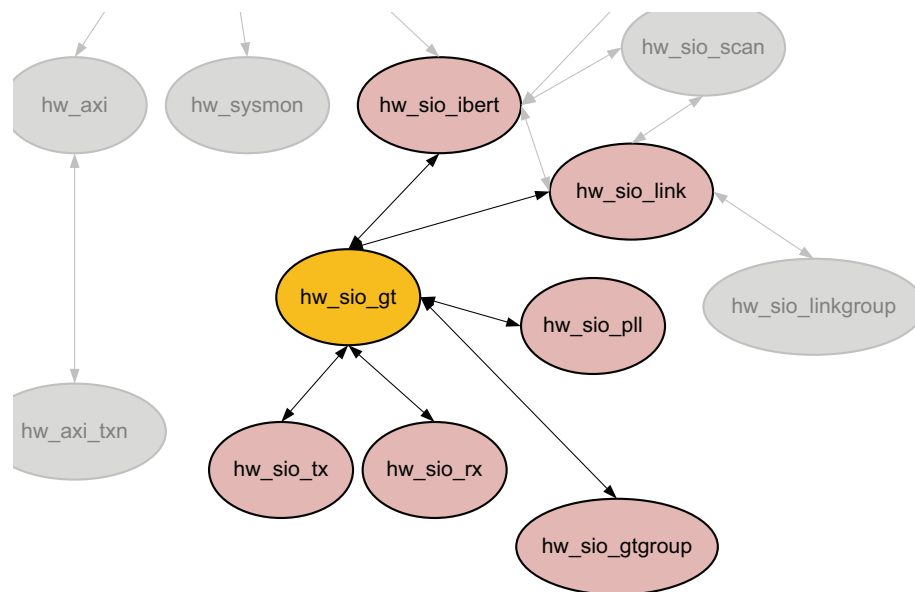 hw_sio_scan
hw_axi
hw_sysmon
hw_sio_ibert
hw_sio_link
hw_sio_gt
hw_sio_linkgroup
hw_sio_pll
hw_axi_txn
hw_sio_tx
hw_sio_rx
hw_sio_gtgroup